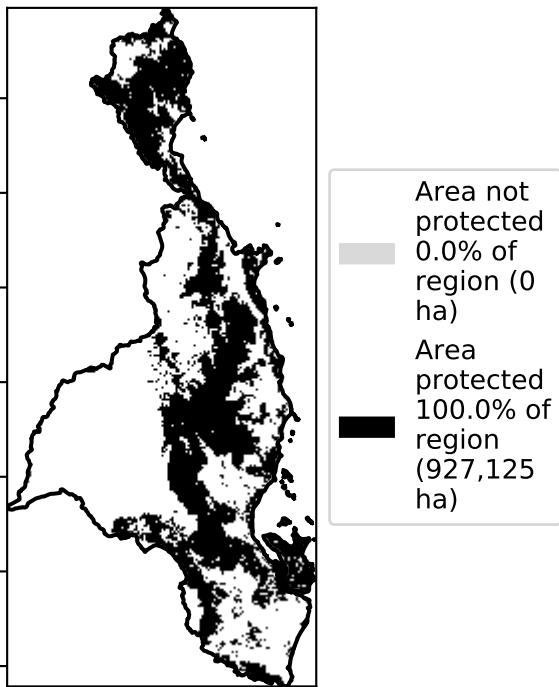 Area not
protected
0.0% of
region (0
ha)
Area
protected
100.0% of
region
(927,125
ha)